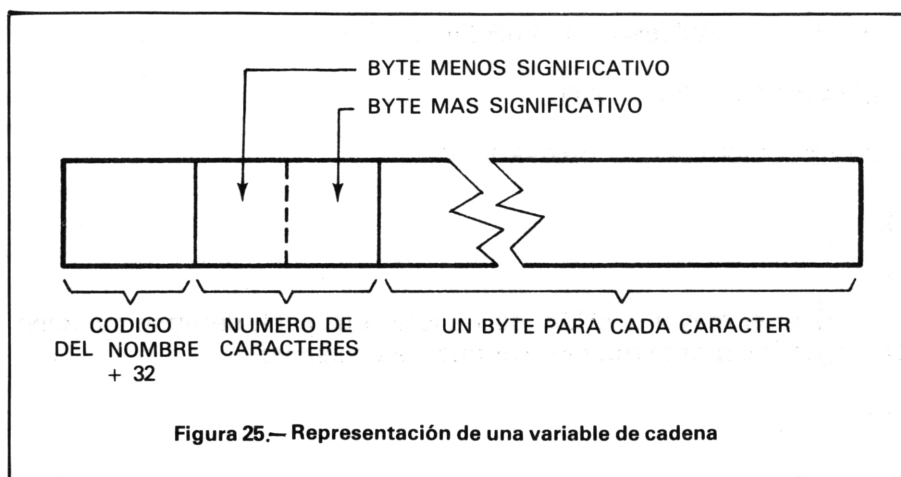 BYTE MENOS SIGNIFICATIVO
BYTE MAS SIGNIFICATIVO
CODIGO
DEL NOMBRE
+ 32
NUMERO DE
CARACTERES
UN BYTE PARA CADA CARACTER
Figura 25.— Representación de una variable de cadena